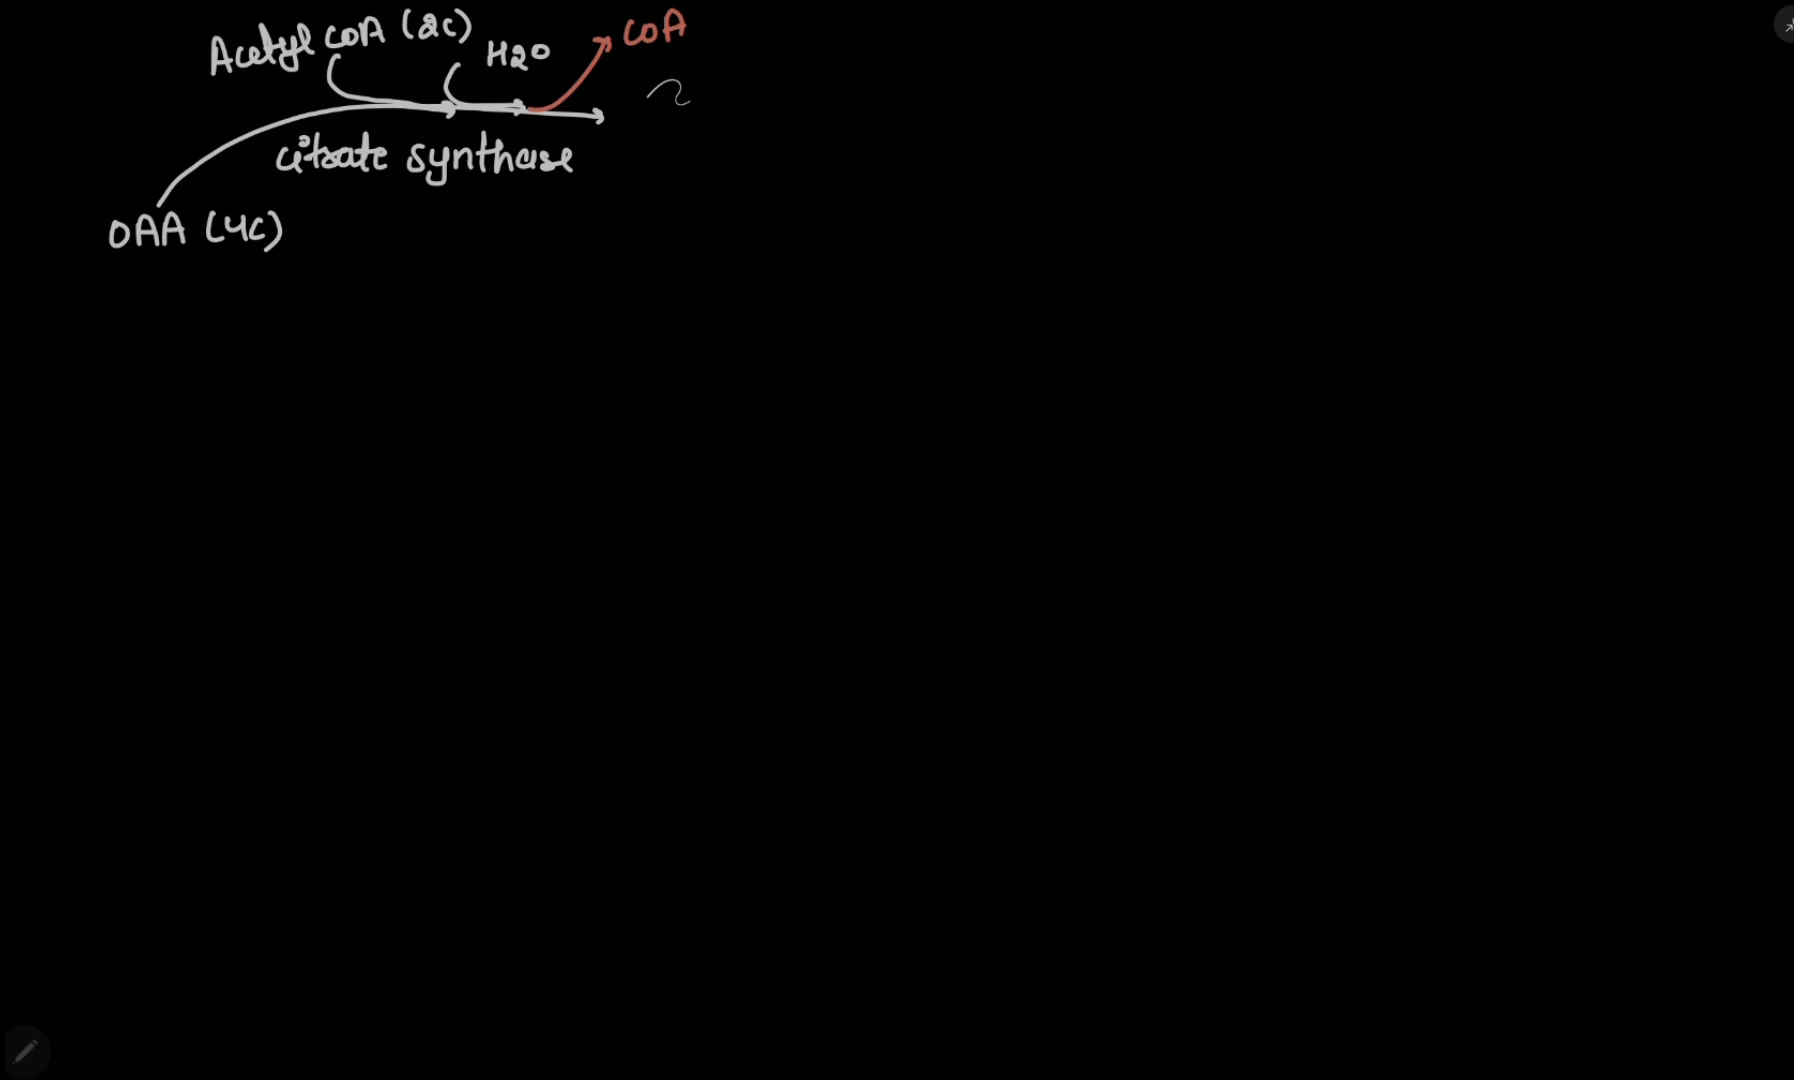 Acetyl CoA (2C)
H2O
CoA
citrate synthase
OAA (4C)